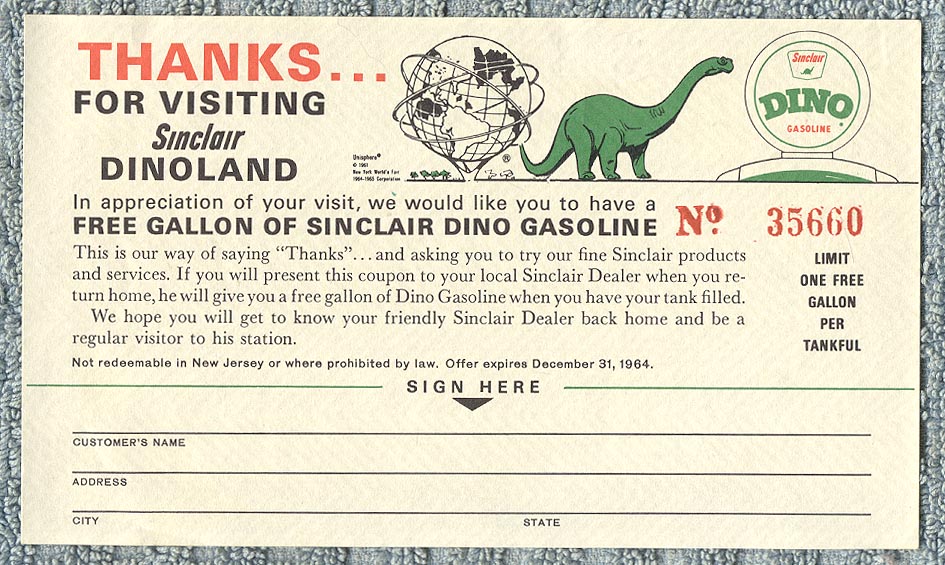 THANKS...
FOR VISITING
Sinclair
DINOLAND
Unisphere®
© 1961
New York World's Fair
1964-1965 Corporation
®
Sinclair
DINO
GASOLINE
In appreciation of your visit, we would like you to have a
FREE GALLON OF SINCLAIR DINO GASOLINE
Nº 35660
This is our way of saying "Thanks"...and asking you to try our fine Sinclair products
and services. If you will present this coupon to your local Sinclair Dealer when you re-
turn home, he will give you a free gallon of Dino Gasoline when you have your tank filled.
We hope you will get to know your friendly Sinclair Dealer back home and be a
regular visitor to his station.
LIMIT
ONE FREE
GALLON
PER
TANKFUL
Not redeemable in New Jersey or where prohibited by law. Offer expires December 31, 1964.
SIGN HERE
CUSTOMER'S NAME
ADDRESS
CITY STATE